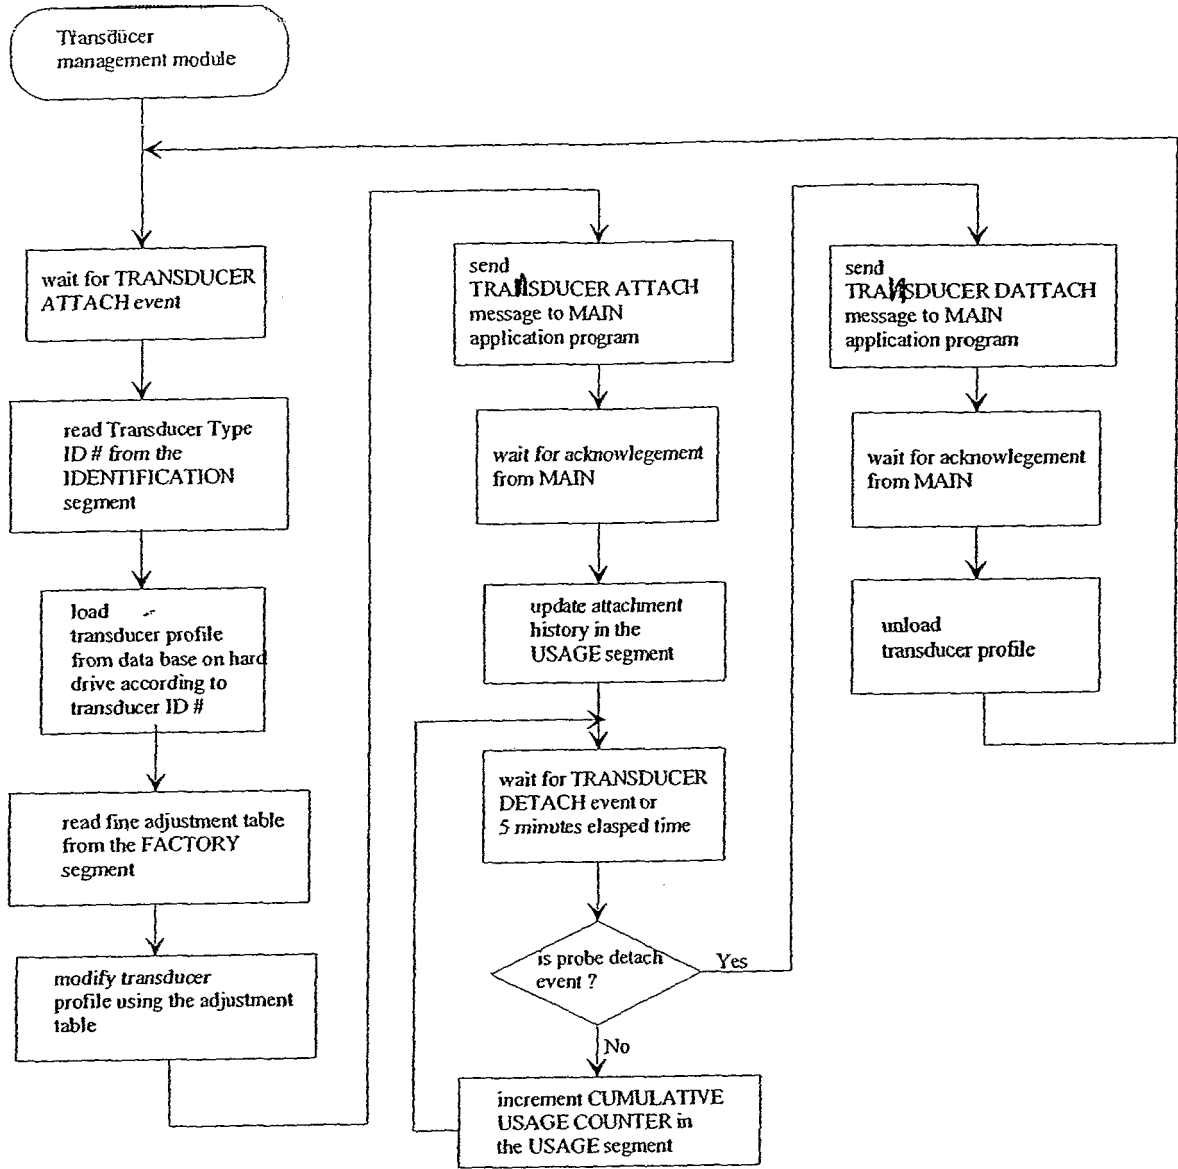 Transducer
management module
wait for TRANSDUCER
ATTACH event
read Transducer Type
ID # from the
IDENTIFICATION
segment
load
transducer profile
from data base on hard
drive according to
transducer ID #
read fine adjustment table
from the FACTORY
segment
modify transducer
profile using the adjustment
table
send
TRANSDUCER ATTACH
message to MAIN
application program
wait for acknowlegement
from MAIN
update attachment
history in the
USAGE segment
wait for TRANSDUCER
DETACH event or
5 minutes elasped time
is probe detach
event ?
Yes
No
increment CUMULATIVE
USAGE COUNTER in
the USAGE segment
send
TRANSDUCER DATTACH
message to MAIN
application program
wait for acknowlegement
from MAIN
unload
transducer profile